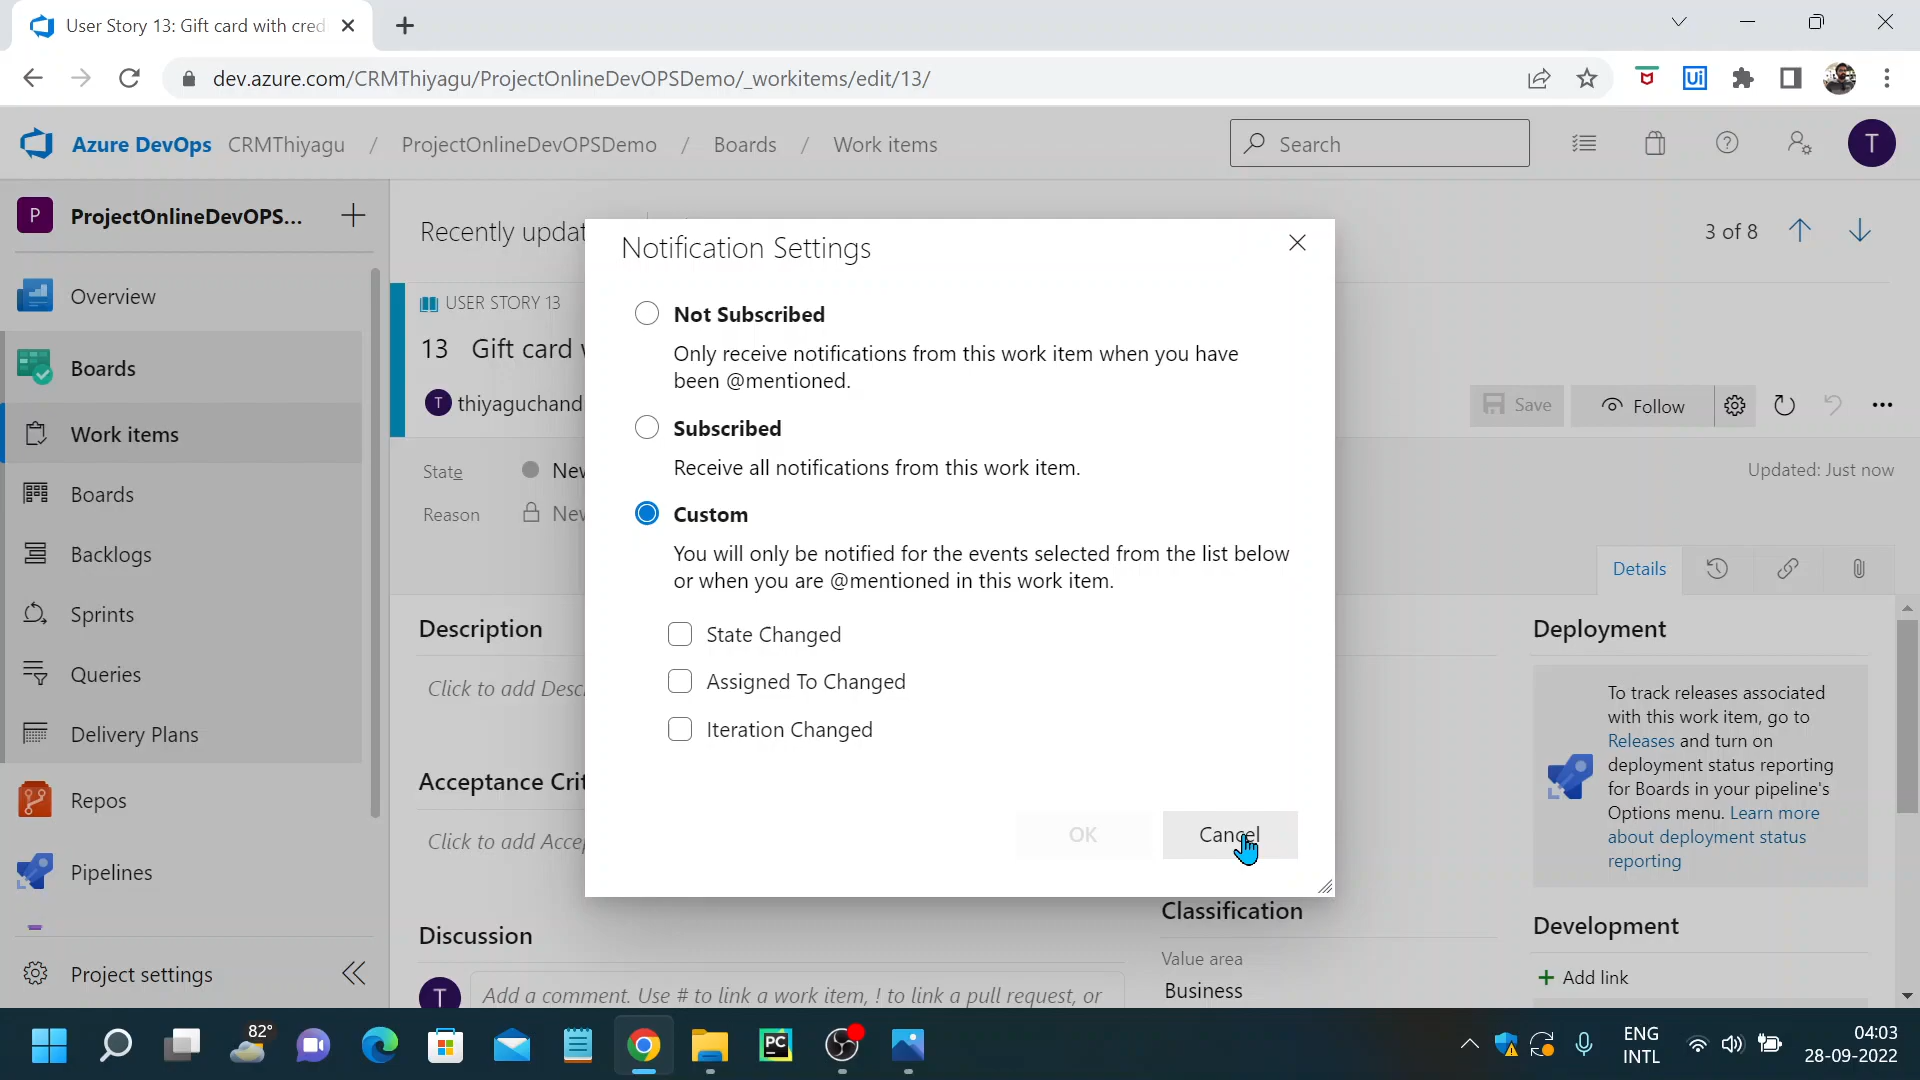 User Story 13: Gift card with cred
dev.azure.com/CRMThiyagu/ProjectOnlineDevOPSDemo/_workitems/edit/13/
Ui
Azure DevOps CRMThiyagu / ProjectOnlineDevOPSDemo / Boards / Work items
Search
T
P ProjectOnlineDevOPS...
Overview
Boards
Work items
Boards
Backlogs
Sprints
Queries
Delivery Plans
Repos
Pipelines
Project settings
Recently updat
3 of 8
USER STORY 13
13 Gift card
T thiyaguchand
Save
Follow
State
New
Updated: Just now
Reason
New
Details
Description
Click to add Desc
Acceptance Crit
Click to add Acce
Discussion
T Add a comment. Use # to link a work item, ! to link a pull request, or
Notification Settings
Not Subscribed
Only receive notifications from this work item when you have
been @mentioned.
Subscribed
Receive all notifications from this work item.
Custom
You will only be notified for the events selected from the list below
or when you are @mentioned in this work item.
State Changed
Assigned To Changed
Iteration Changed
OK
Cancel
Classification
Value area
Business
Deployment
To track releases associated
with this work item, go to
Releases and turn on
deployment status reporting
for Boards in your pipeline's
Options menu. Learn more
about deployment status
reporting
Development
+ Add link
82°
PC
ENG
INTL
04:03
28-09-2022